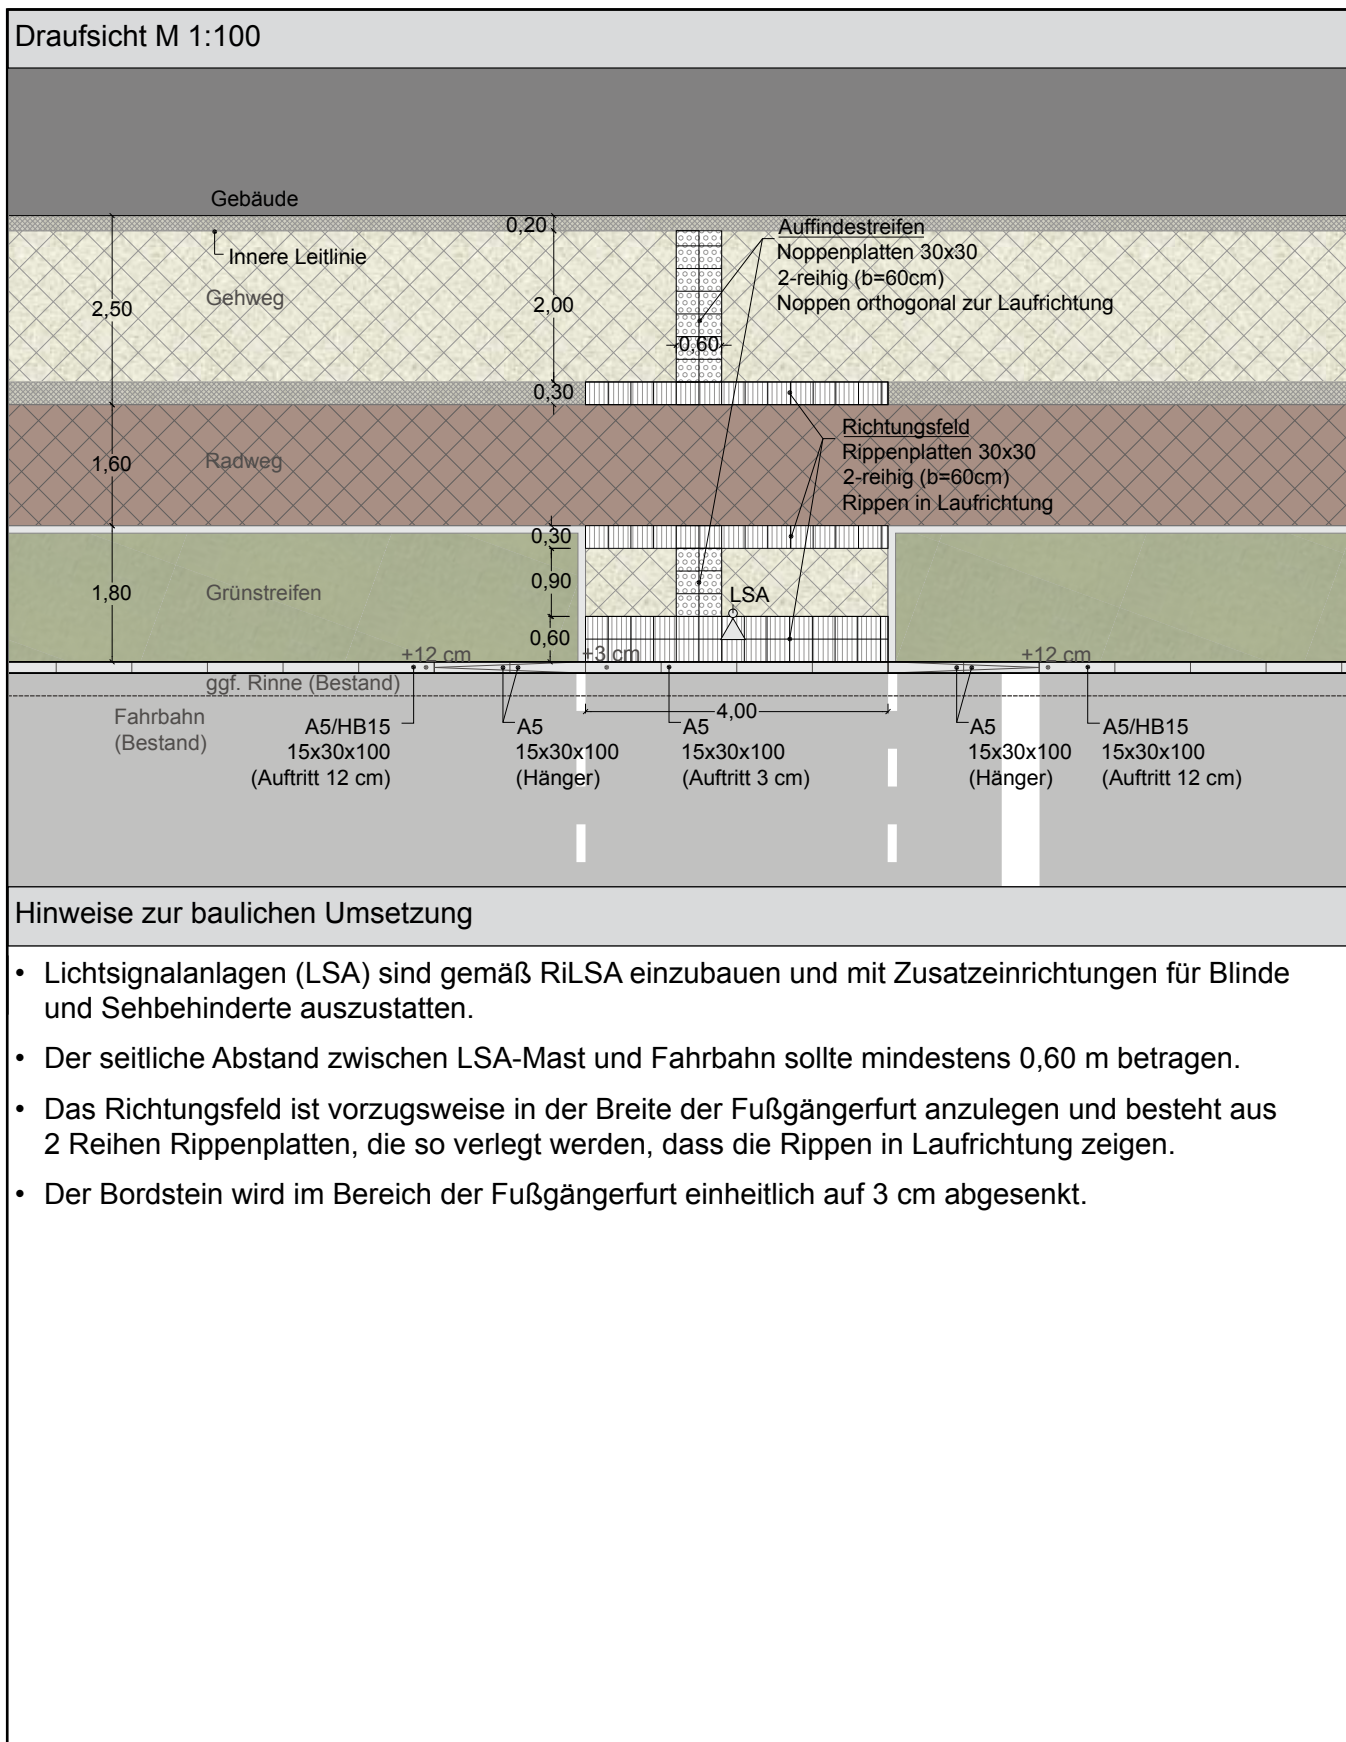 Draufsicht M 1:100
Gebäude
Innere Leitlinie
Gehweg
2,50
0,20
2,00
0,60
0,30
Auffindestreifen
Noppenplatten 30x30
2-reihig (b=60cm)
Noppen orthogonal zur Laufrichtung
Richtungsfeld
Rippenplatten 30x30
2-reihig (b=60cm)
Rippen in Laufrichtung
1,60
Radweg
0,30
0,90
0,60
1,80
Grünstreifen
LSA
+12 cm
+3 cm
+12 cm
ggf. Rinne (Bestand)
Fahrbahn
(Bestand)
4,00
A5/HB15
15x30x100
(Auftritt 12 cm)
A5
15x30x100
(Hänger)
A5
15x30x100
(Auftritt 3 cm)
A5
15x30x100
(Hänger)
A5/HB15
15x30x100
(Auftritt 12 cm)
Hinweise zur baulichen Umsetzung
• Lichtsignalanlagen (LSA) sind gemäß RiLSA einzubauen und mit Zusatzeinrichtungen für Blinde
und Sehbehinderte auszustatten.
• Der seitliche Abstand zwischen LSA-Mast und Fahrbahn sollte mindestens 0,60 m betragen.
• Das Richtungsfeld ist vorzugsweise in der Breite der Fußgängerfurt anzulegen und besteht aus
2 Reihen Rippenplatten, die so verlegt werden, dass die Rippen in Laufrichtung zeigen.
• Der Bordstein wird im Bereich der Fußgängerfurt einheitlich auf 3 cm abgesenkt.